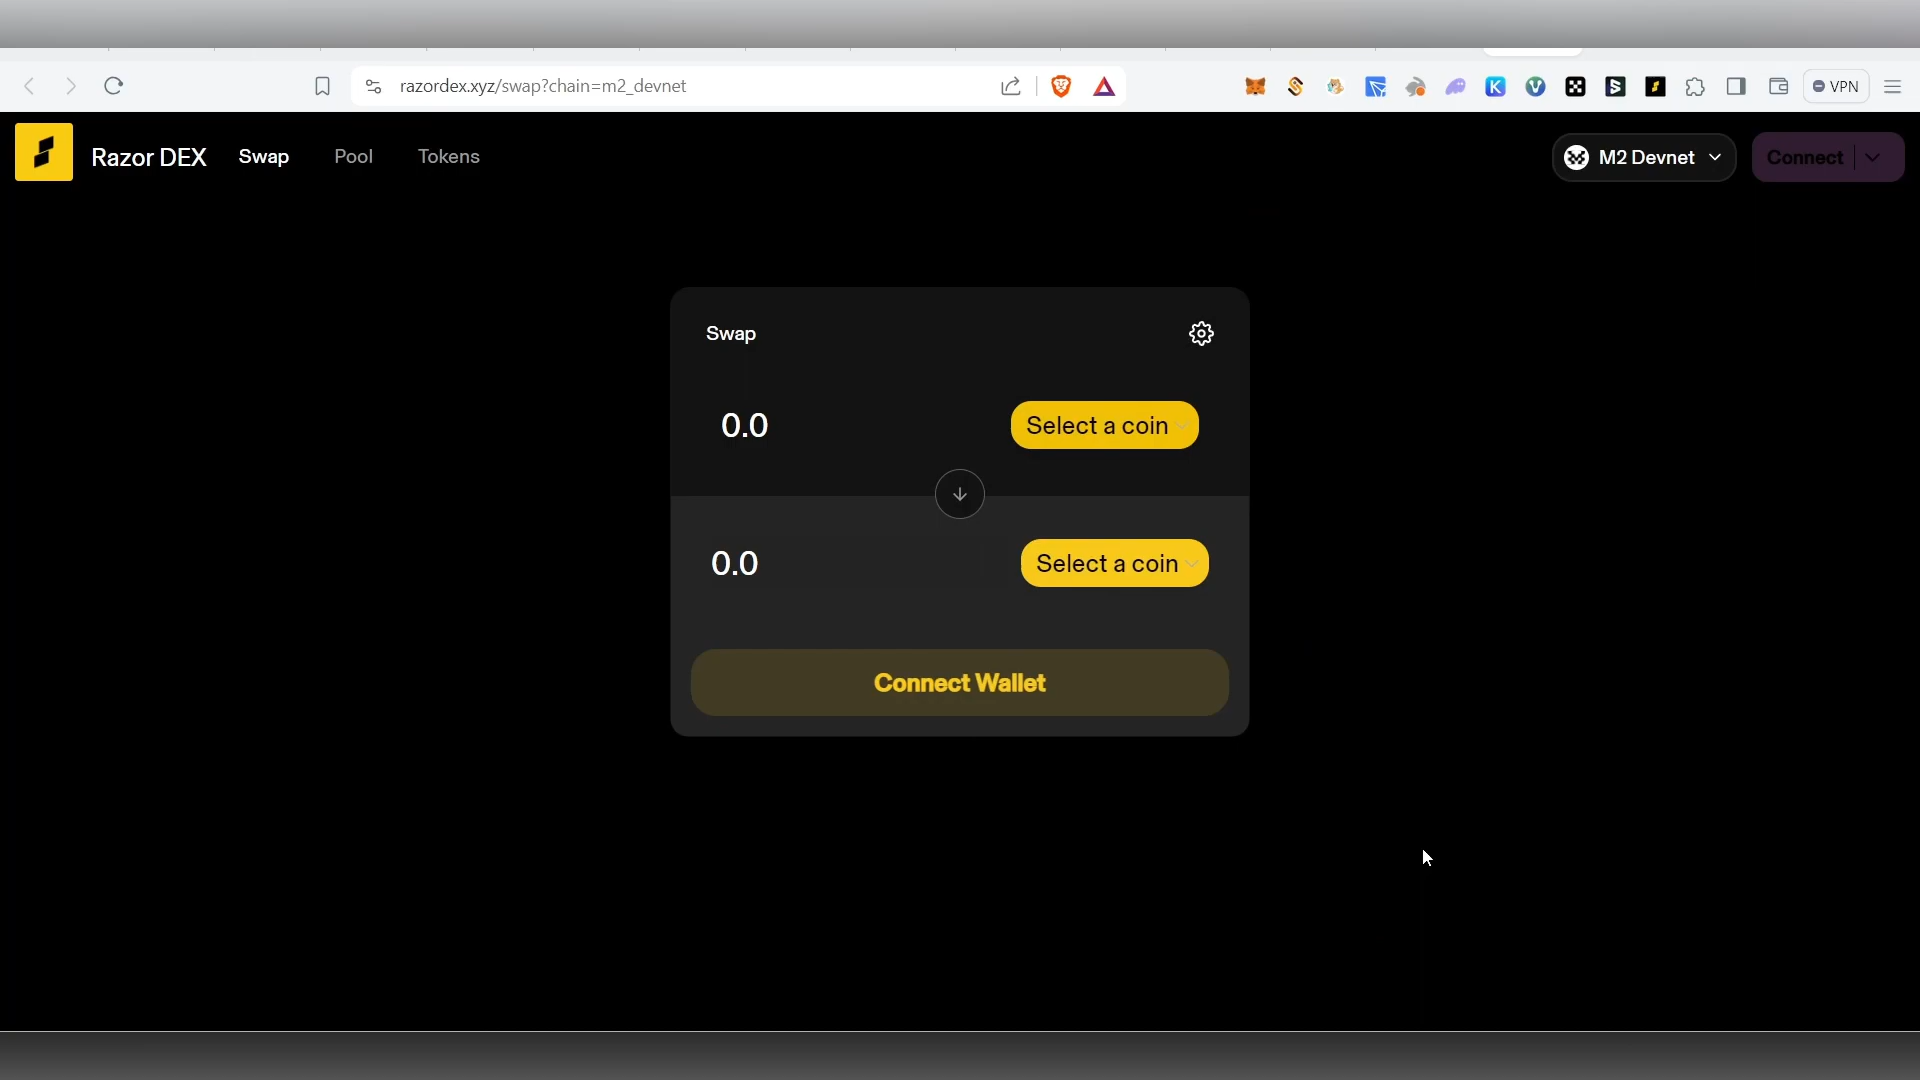 razordex.xyz/swap?chain=m2_devnet
VPN
Razor DEX
Swap
Pool
Tokens
M2 Devnet
Connect
Swap
0.0
Select a coin
0.0
Select a coin
Connect Wallet